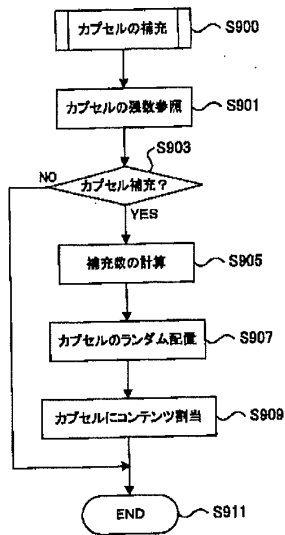 カプセルの補充
S900
カプセルの残数参照
S901
S903
NO
カプセル補充?
YES
補充数の計算
S905
カプセルのランダム配置
S907
カプセルにコンテンツ割当
S909
END
S911